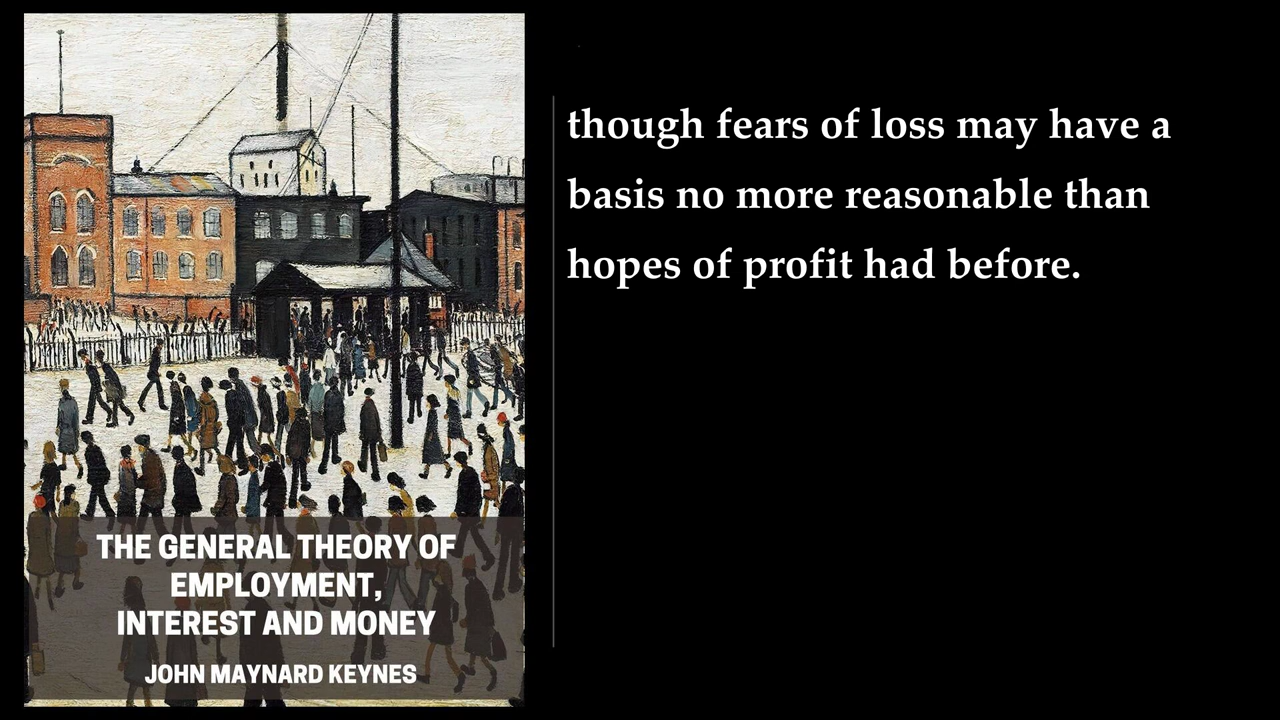 though fears of loss may have a
basis no more reasonable than
hopes of profit had before.
THE GENERAL THEORY OF
EMPLOYMENT,
INTEREST AND MONEY
JOHN MAYNARD KEYNES